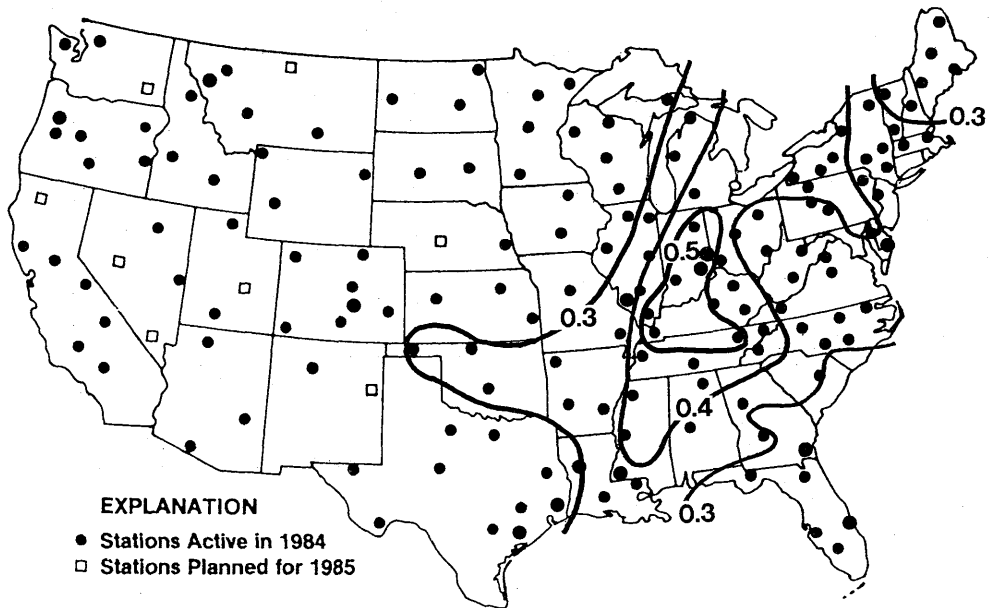 0.3
0.5
0.3
0.4
0.3
EXPLANATION
Stations Active in 1984
Stations Planned for 1985